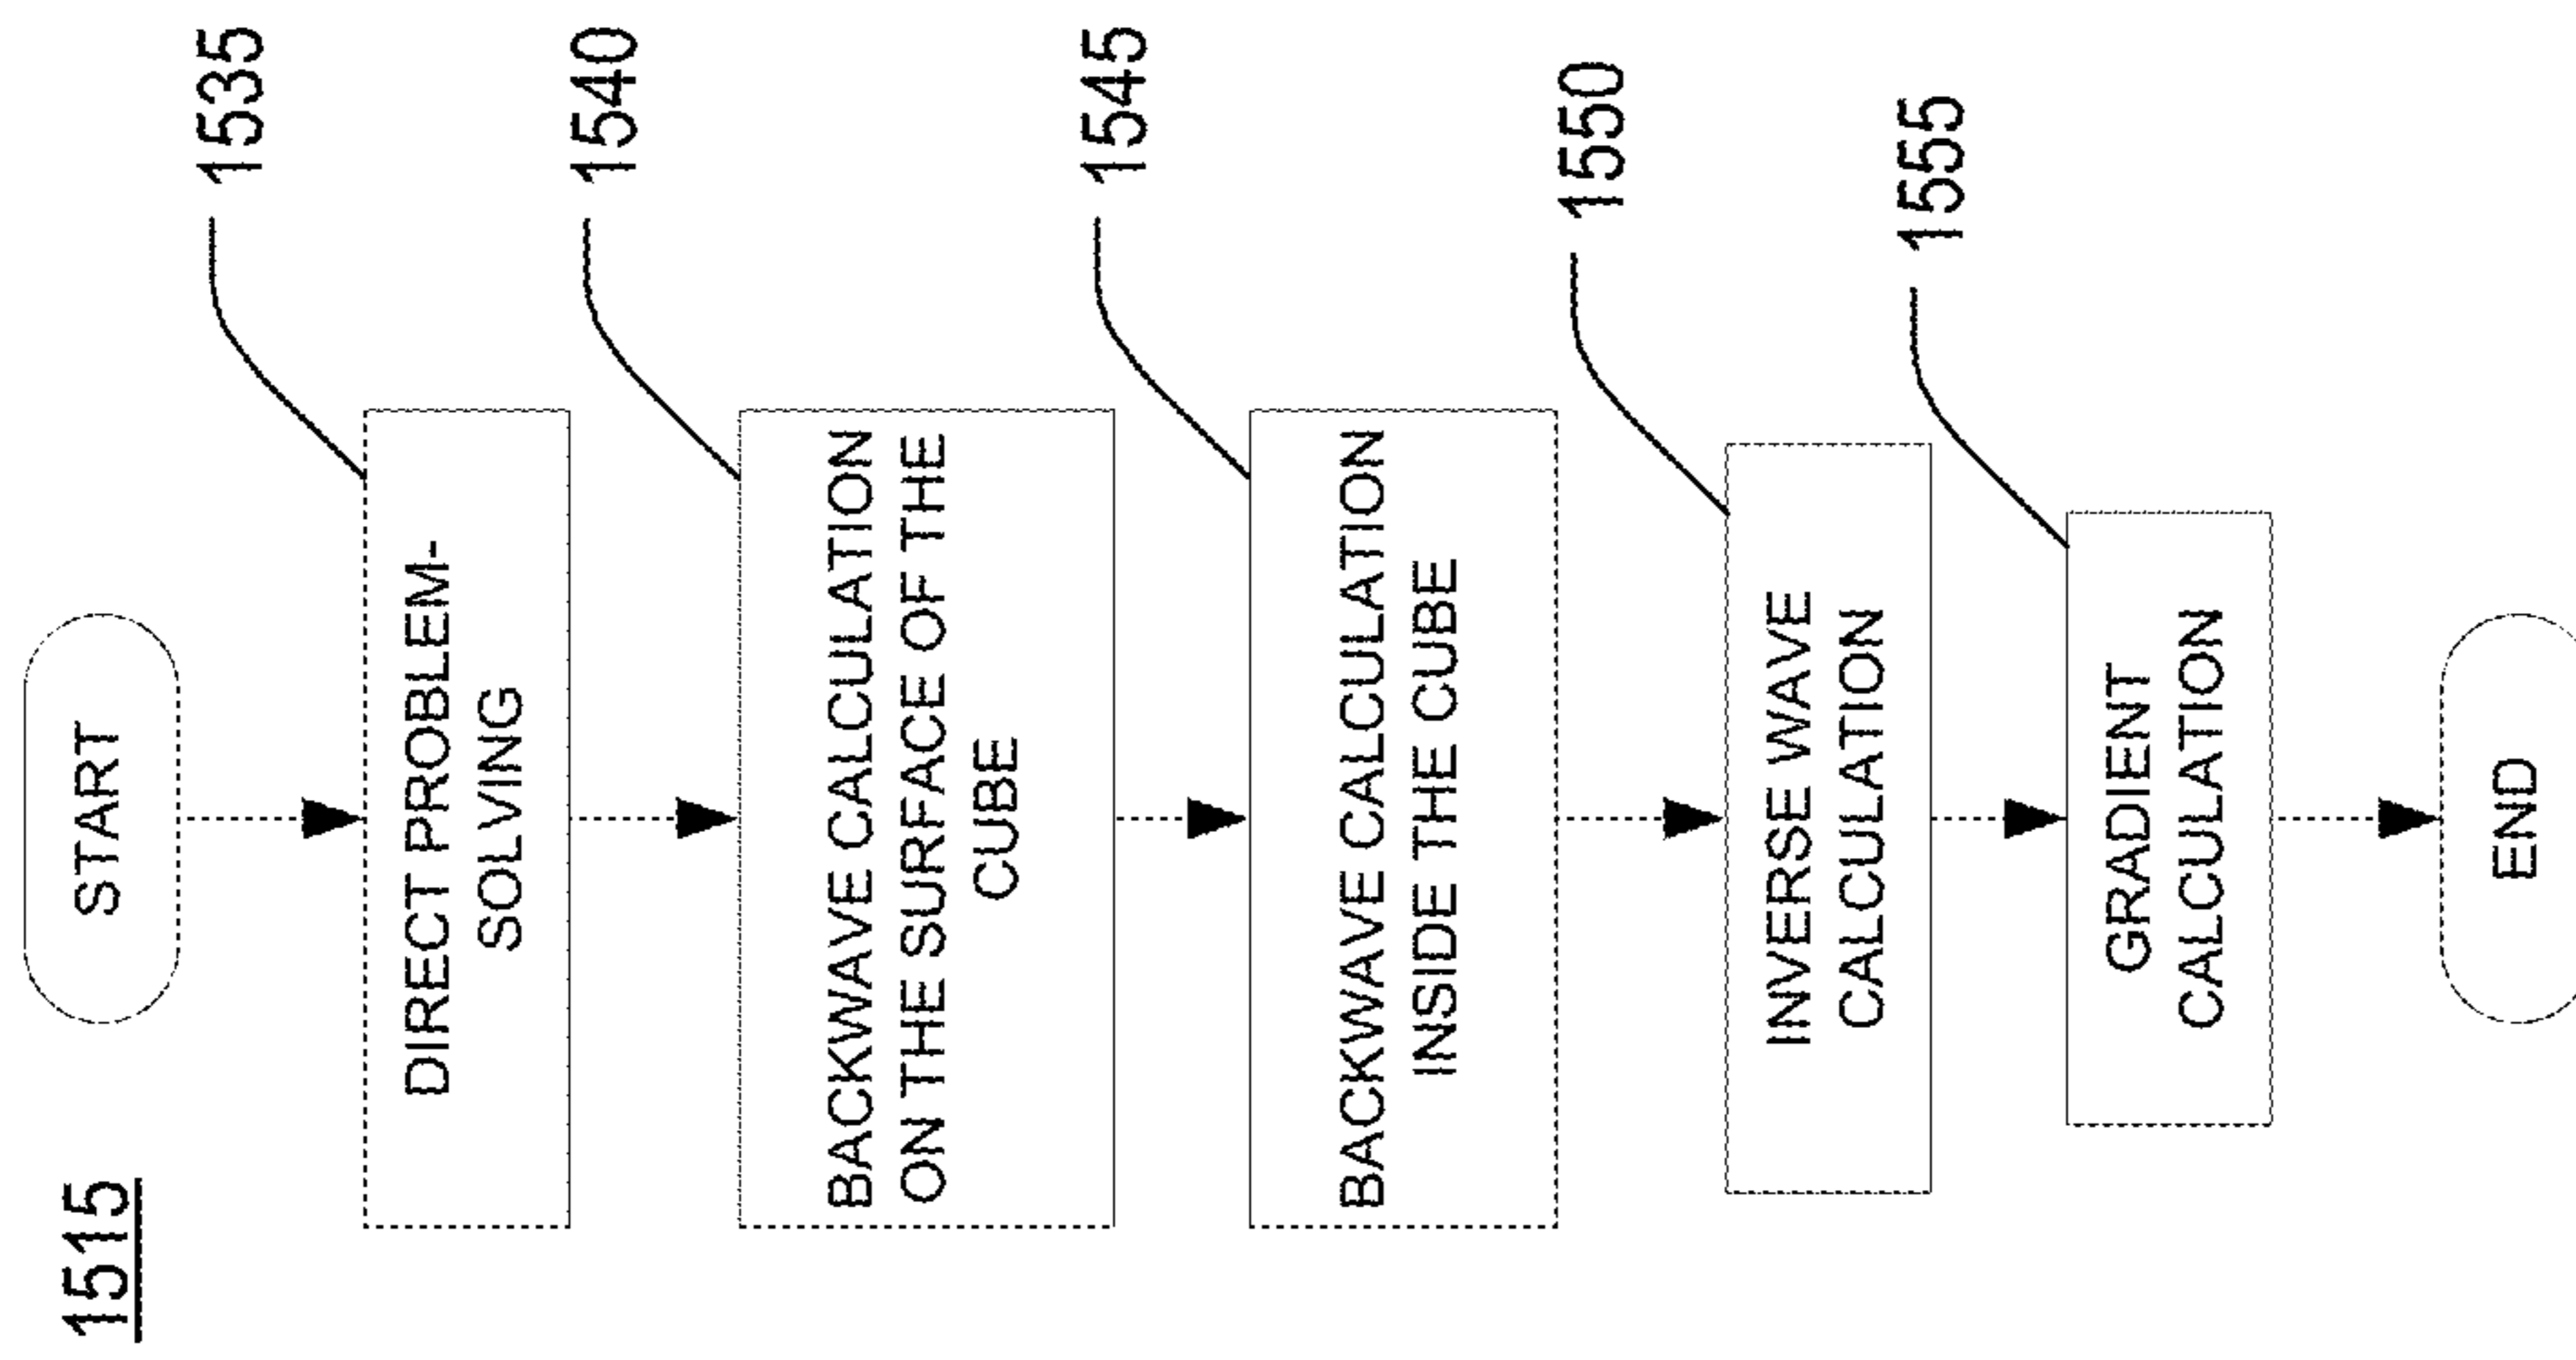 1515
START
1535
DIRECT PROBLEM-
SOLVING
1540
BACKWAVE CALCULATION
ON THE SURFACE OF THE
CUBE
1545
BACKWAVE CALCULATION
INSIDE THE CUBE
1550
INVERSE WAVE
CALCULATION
1555
GRADIENT
CALCULATION
END